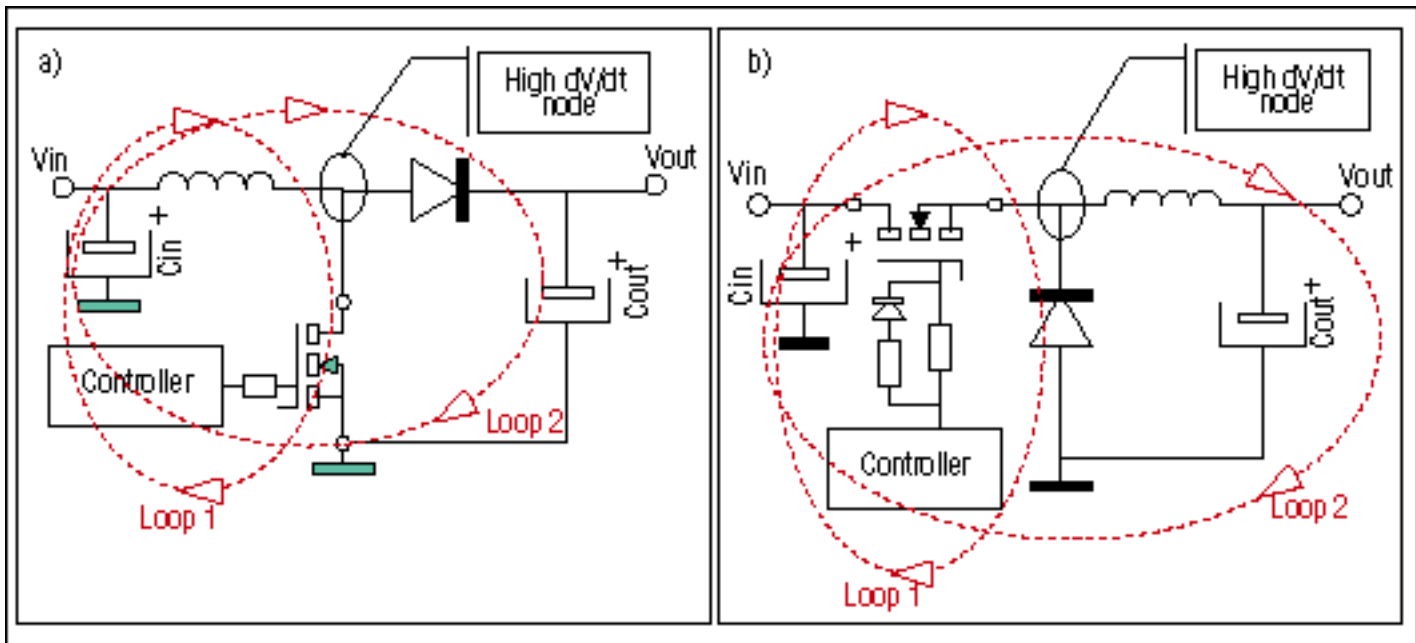 a)
High dV/dt
node
Vin
Vout
+
Cin
+
Cout
Controller
Loop 2
Loop 1
b)
High dV/dt
node
Vin
Vout
+
Cin
+
Cout
Controller
Loop 2
Loop 1